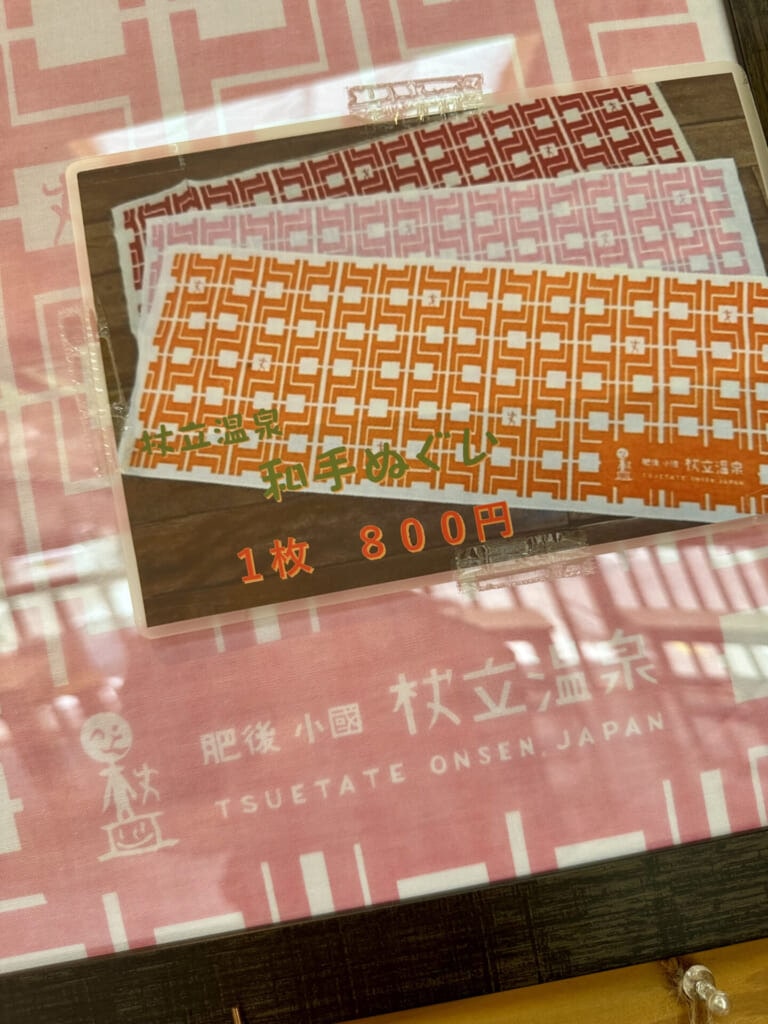 肥後 小國 杖立温泉
TSUETATE ONSEN. JAPAN
杖立温泉
和手ぬぐい
1枚 800円
肥後 小國 杖立温泉
TSUETATE ONSEN. JAPAN